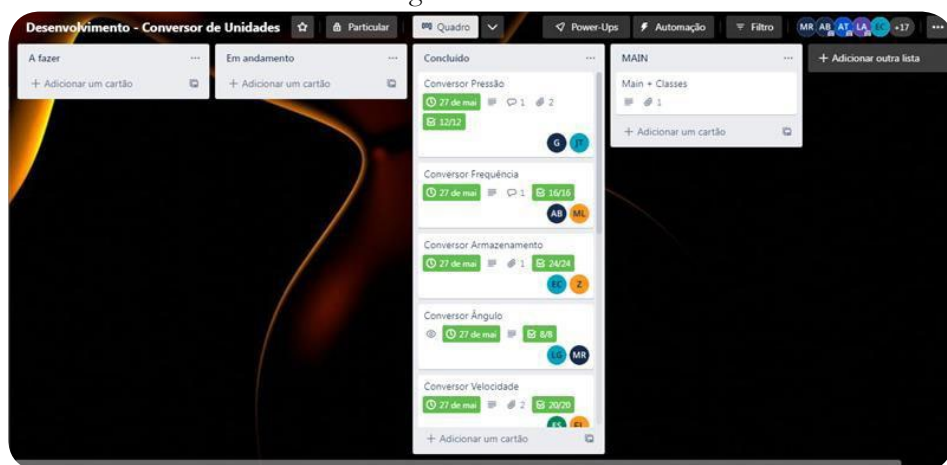 Desenvolvimento - Conversor de Unidades Particular Quadro Power-Ups Automação Filtro MR AB AT LA EC +17 ...
A fazer ...
+ Adicionar um cartão
Em andamento ...
+ Adicionar um cartão
Concluído ...
Conversor Pressão
27 de mai 1 2
12/12
G JT
Conversor Frequência
27 de mai 1 16/16
AB ML
Conversor Armazenamento
27 de mai 1 24/24
EC Z
Conversor Ângulo
27 de mai 8/8
LG MR
Conversor Velocidade
27 de mai 2 20/20
ES
+ Adicionar um cartão
MAIN ...
Main + Classes
1
+ Adicionar um cartão
+ Adicionar outra lista